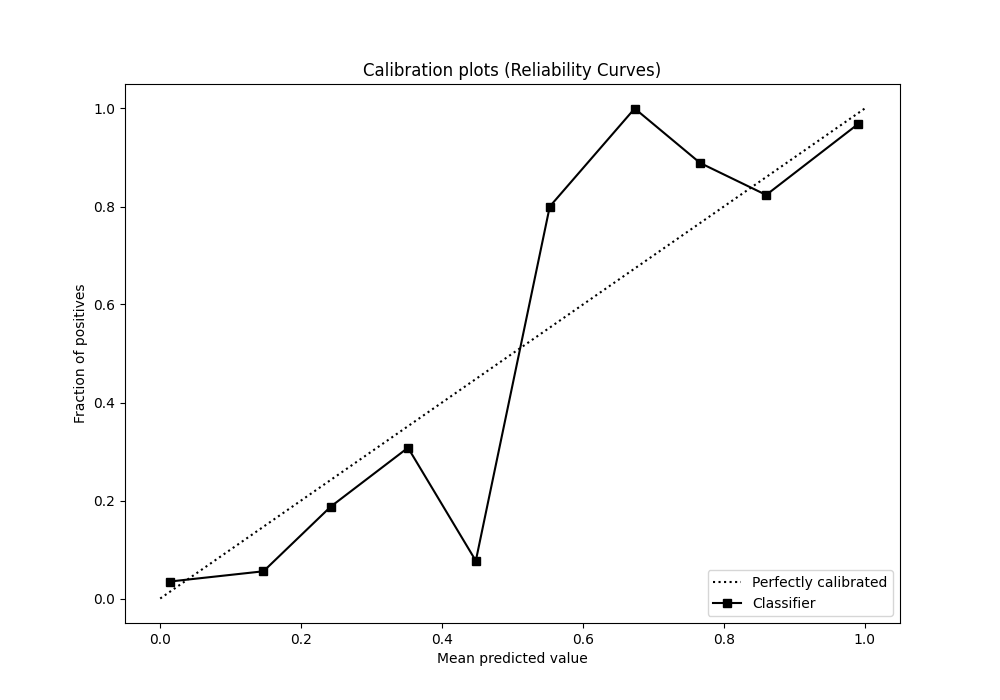 Calibration plots (Reliability Curves)
1.0
0.8
0.6
0.4
0.2
0.0
Fraction of positives
0.0 0.2 0.4 0.6 0.8 1.0
Mean predicted value
Perfectly calibrated
Classifier